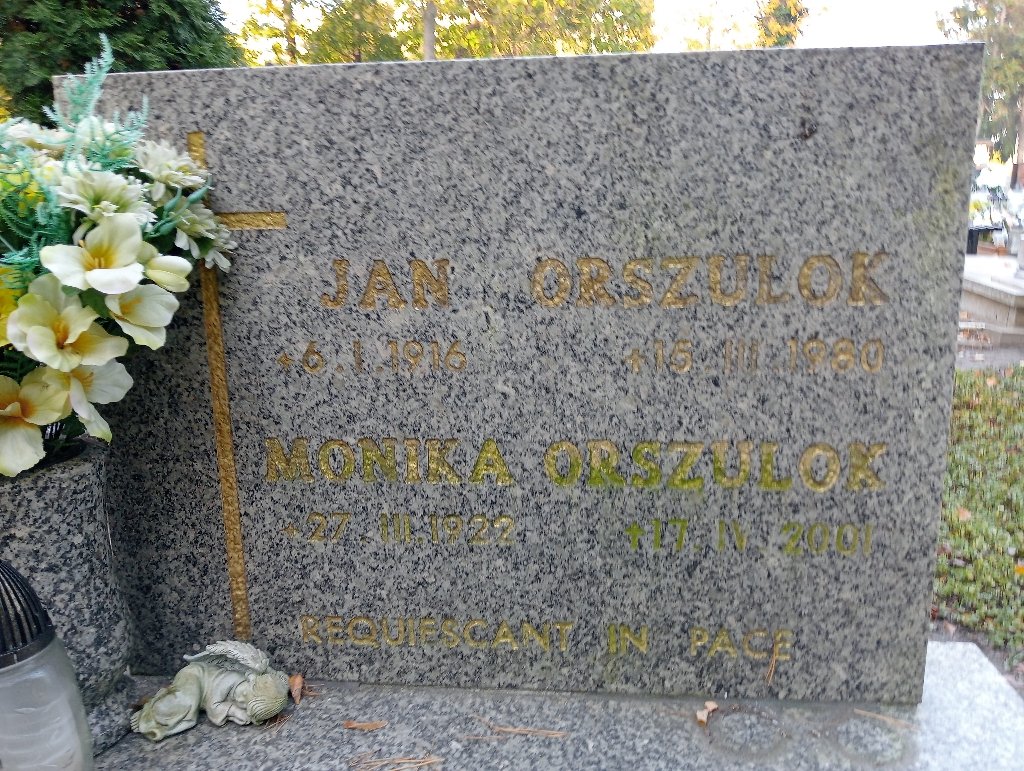 JAN ORSZULOK
*6.I.1916 +15.III.1980
MONIKA ORSZULOK
*27.III.1922 +17.IV 2001
REQUIESCANT IN PACE